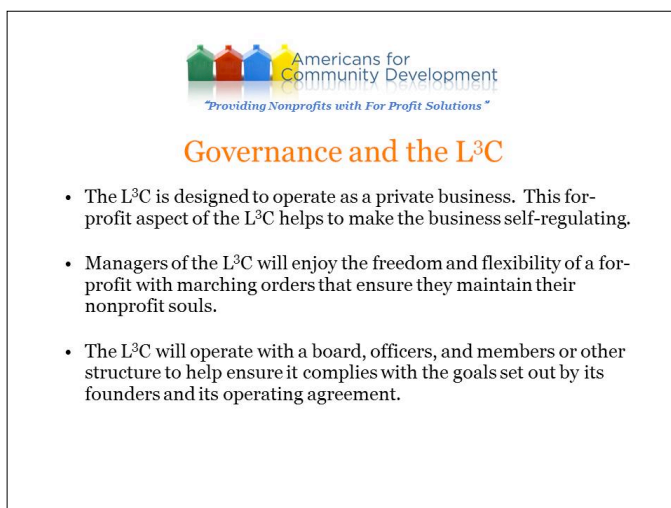 Americans for
Community Development
"Providing Nonprofits with For Profit Solutions"
Governance and the L³C
• The L³C is designed to operate as a private business. This for-
profit aspect of the L³C helps to make the business self-regulating.
• Managers of the L³C will enjoy the freedom and flexibility of a for-
profit with marching orders that ensure they maintain their
nonprofit souls.
• The L³C will operate with a board, officers, and members or other
structure to help ensure it complies with the goals set out by its
founders and its operating agreement.